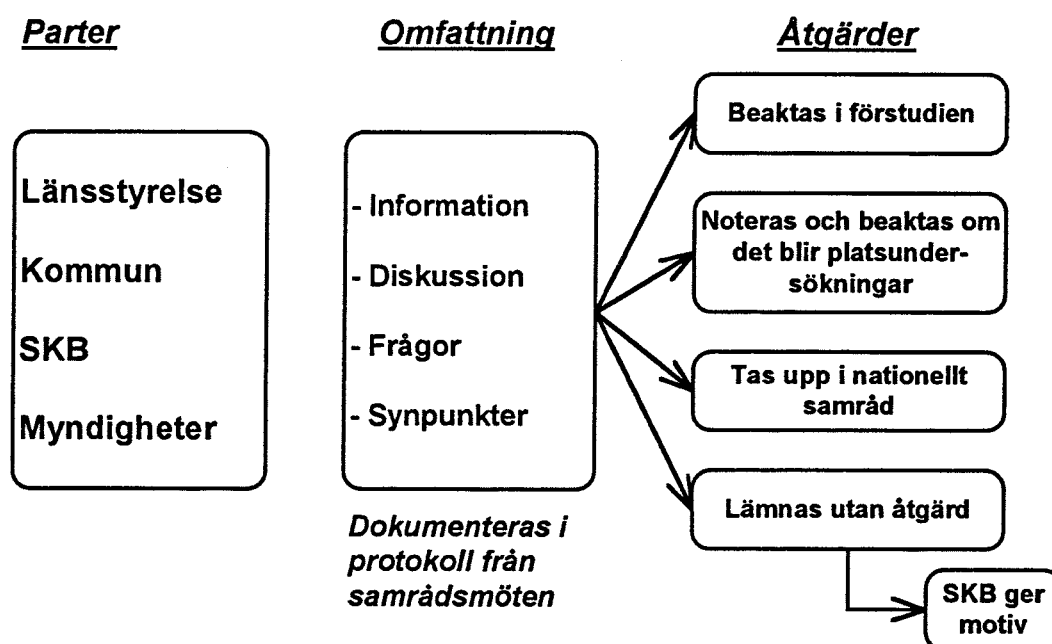 Parter
Omfattning
Åtgärder
Länsstyrelse
Kommun
SKB
Myndigheter
- Information
- Diskussion
- Frågor
- Synpunkter
Dokumenteras i
protokoll från
samrådsmöten
Beaktas i förstudien
Noteras och beaktas om
det blir platsunder-
sökningar
Tas upp i nationellt
samråd
Lämnas utan åtgärd
SKB ger
motiv